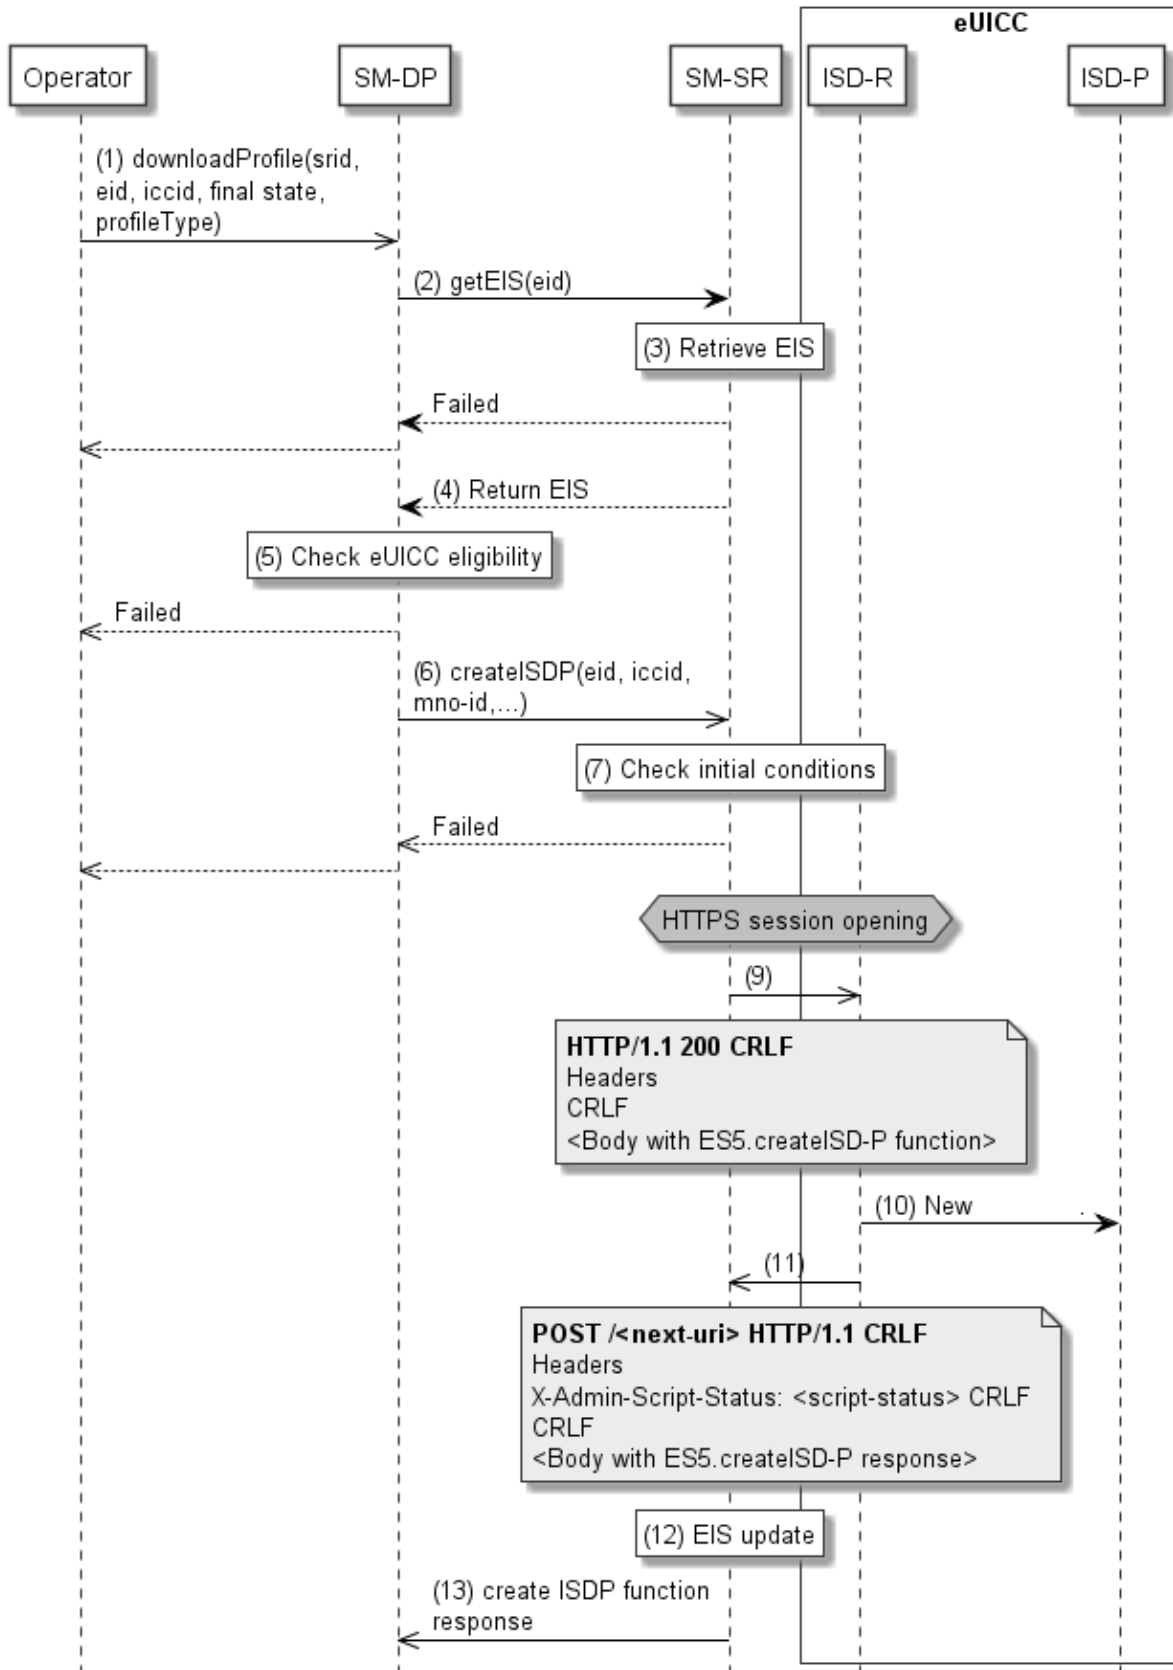 eUICC
Operator
SM-DP
SM-SR
ISD-R
ISD-P
(1) downloadProfile(srid,
eid, iccid, final state,
profileType)
(2) getEIS(eid)
(3) Retrieve EIS
Failed
(4) Return EIS
(5) Check eUICC eligibility
Failed
(6) createISDP(eid, iccid,
mno-id,...)
(7) Check initial conditions
Failed
HTTPS session opening
(9)
HTTP/1.1 200 CRLF
Headers
CRLF
<Body with ES5.createISD-P function>
(10) New .
(11)
POST /<next-uri> HTTP/1.1 CRLF
Headers
X-Admin-Script-Status: <script-status> CRLF
CRLF
<Body with ES5.createISD-P response>
(12) EIS update
(13) create ISDP function
response